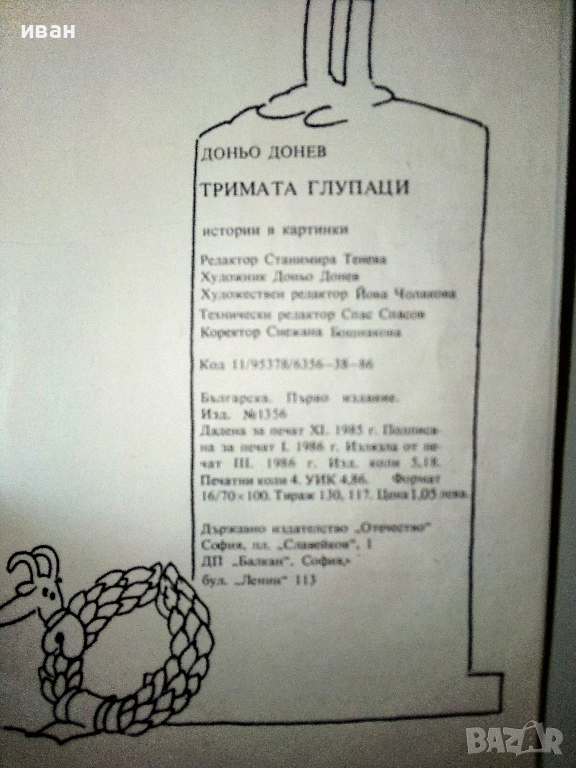 иван
ДОНЬО ДОНЕВ
ТРИМАТА ГЛУПАЦИ
истории в картинки
Редактор Станимира Тенева
Художник Доньо Донев
Художествен редактор Йова Чолакова
Технически редактор Спас Спасов
Коректор Снежана Бошнакова
Код 11/95378/6356—38—86
Българска. Първо издание.
Изд. №1356
Дадена за печат XI. 1985 г. Подписа-
на за печат I. 1986 г. Излязла от пе-
чат III. 1986 г. Изд. коли 5,18.
Печатни коли 4. УИК 4,86. Формат
16/70×100. Тираж 130, 117. Цена 1,05 лева.
Държавно издателство „Отечество“
София, пл. „Славейков“, 1
ДП „Балкан“, София,
бул. „Ленин“ 113
BAZAR
bg